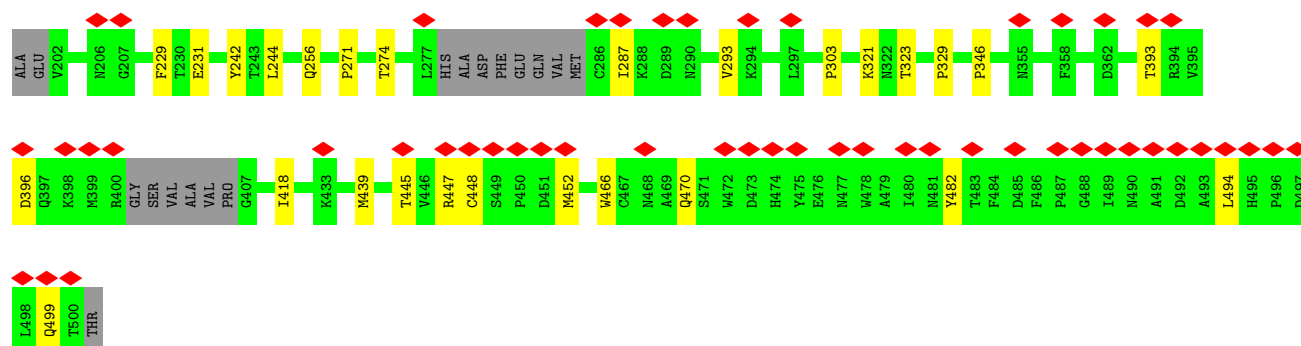 ALA GLU V202 N206 G207 F229 T230 E231 Y242 T243 L244 Q256 P271 T274 L277 HIS ALA ASP PHE GLU GLN VAL MET C286 I287 K288 D289 N290 V293 K294 L297 P303 K321 N322 T323 P329 P346 N355 F358 D362 T393 R394 V395
D396 Q397 K398 M399 R400 GLY SER VAL ALA VAL PRO G407 I418 K433 M439 T445 V446 R447 C448 S449 P450 D451 M452 W466 C467 N468 A469 Q470 S471 W472 D473 H474 Y475 E476 N477 W478 A479 I480 N481 Y482 T483 F484 D485 F486 P487 G488 I489 N490 A491 D492 A493 L494 H495 P496 D497
L498 Q499 T500 THR